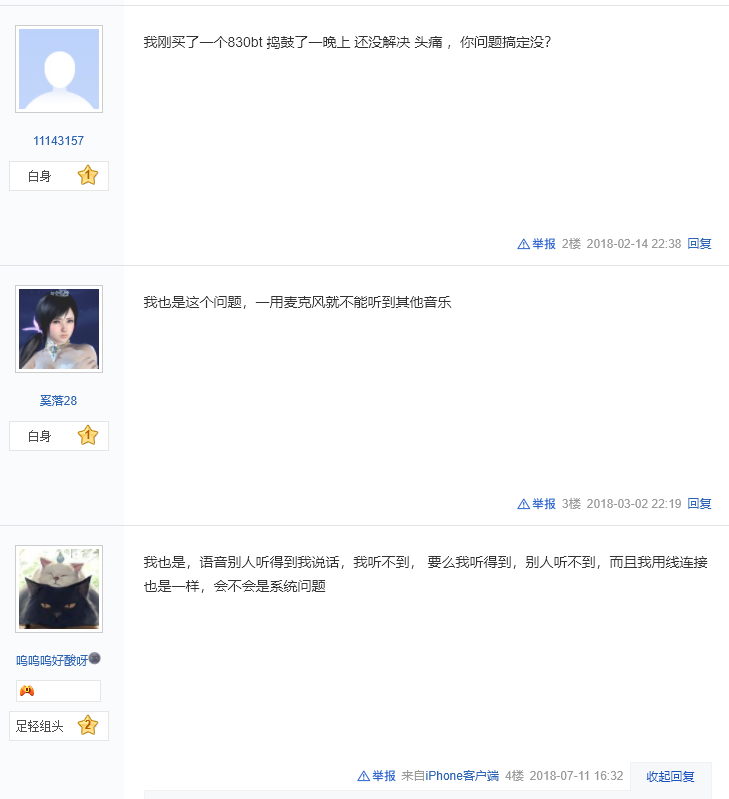 我刚买了一个830bt 捣鼓了一晚上 还没解决 头痛 ，你问题搞定没?
11143157
白身 1
举报 2楼 2018-02-14 22:38 回复
我也是这个问题，一用麦克风就不能听到其他音乐
奚落28
白身 1
举报 3楼 2018-03-02 22:19 回复
我也是，语音别人听得到我说话，我听不到， 要么我听得到，别人听不到，而且我用线连接
也是一样，会不会是系统问题
呜呜呜好酸呀
足轻组头 2
举报 来自iPhone客户端 4楼 2018-07-11 16:32 收起回复